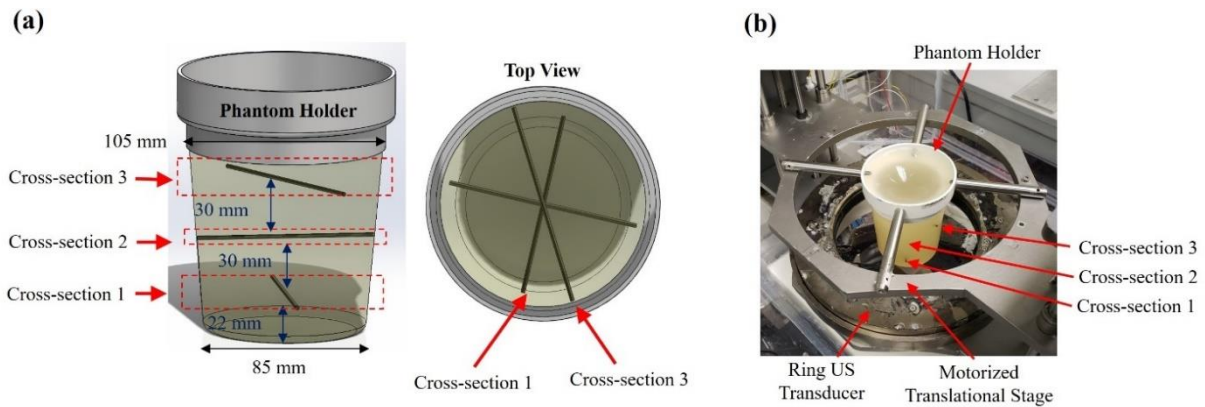 (a)
Phantom Holder
105 mm
Cross-section 3
30 mm
Cross-section 2
30 mm
Cross-section 1
22 mm
85 mm
Top View
Cross-section 1
Cross-section 3
(b)
Phantom Holder
Cross-section 3
Cross-section 2
Cross-section 1
Ring US
Transducer
Motorized
Translational Stage